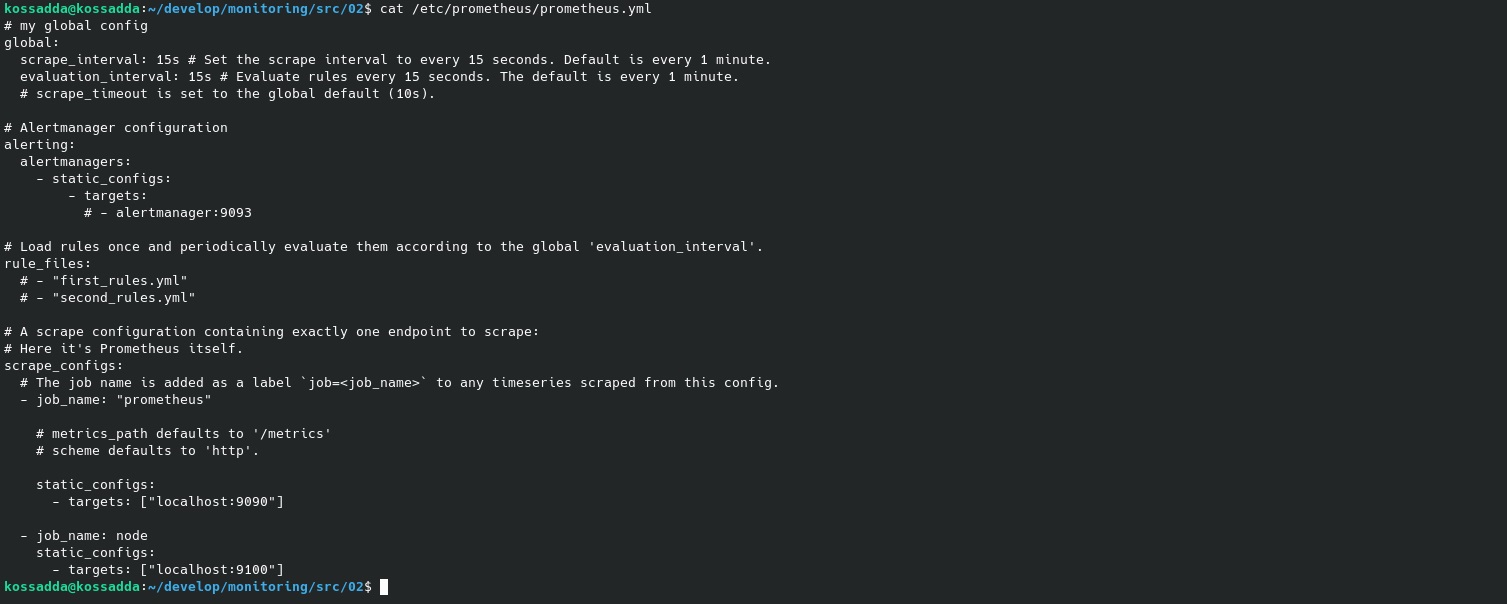 kossadda@kossadda:~/develop/monitoring/src/02$ cat /etc/prometheus/prometheus.yml
# my global config
global:
  scrape_interval: 15s # Set the scrape interval to every 15 seconds. Default is every 1 minute.
  evaluation_interval: 15s # Evaluate rules every 15 seconds. The default is every 1 minute.
  # scrape_timeout is set to the global default (10s).

# Alertmanager configuration
alerting:
  alertmanagers:
    - static_configs:
        - targets:
          # - alertmanager:9093

# Load rules once and periodically evaluate them according to the global 'evaluation_interval'.
rule_files:
  # - "first_rules.yml"
  # - "second_rules.yml"

# A scrape configuration containing exactly one endpoint to scrape:
# Here it's Prometheus itself.
scrape_configs:
  # The job name is added as a label `job=<job_name>` to any timeseries scraped from this config.
  - job_name: "prometheus"

    # metrics_path defaults to '/metrics'
    # scheme defaults to 'http'.

    static_configs:
      - targets: ["localhost:9090"]

  - job_name: node
    static_configs:
      - targets: ["localhost:9100"]
kossadda@kossadda:~/develop/monitoring/src/02$